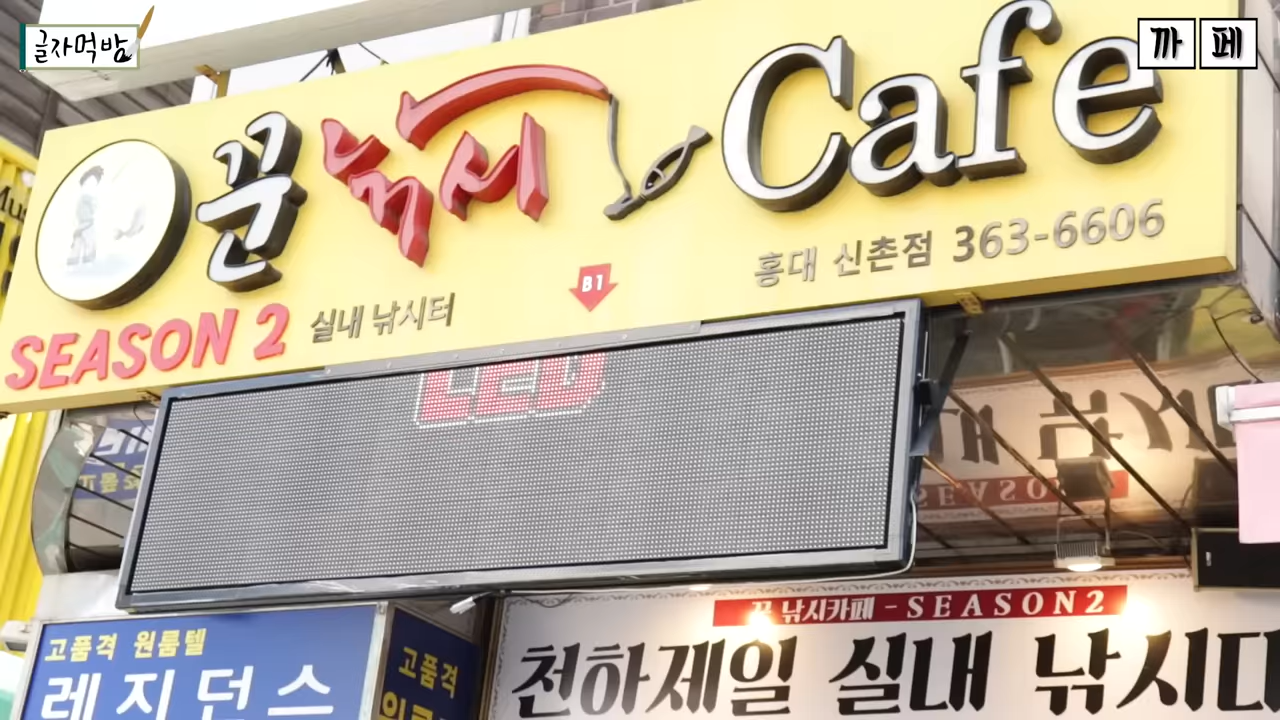 글자먹방
까페
꾼낚시 Cafe
홍대 신촌점 363-6606
B1
SEASON 2 실내 낚시터
LED
고품격 원룸텔
레지던스
고품격
꾼 낚시카페 - SEASON2
천하제일 실내 낚시